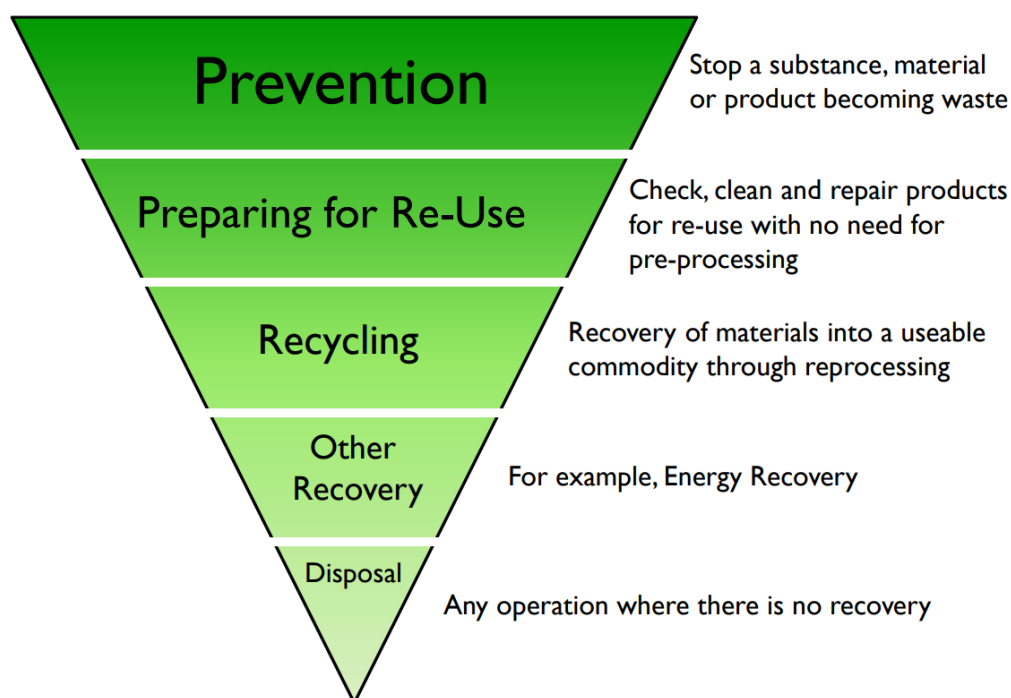 Prevention
Stop a substance, material
or product becoming waste
Preparing for Re-Use
Check, clean and repair products
for re-use with no need for
pre-processing
Recycling
Recovery of materials into a useable
commodity through reprocessing
Other
Recovery
For example, Energy Recovery
Disposal
Any operation where there is no recovery